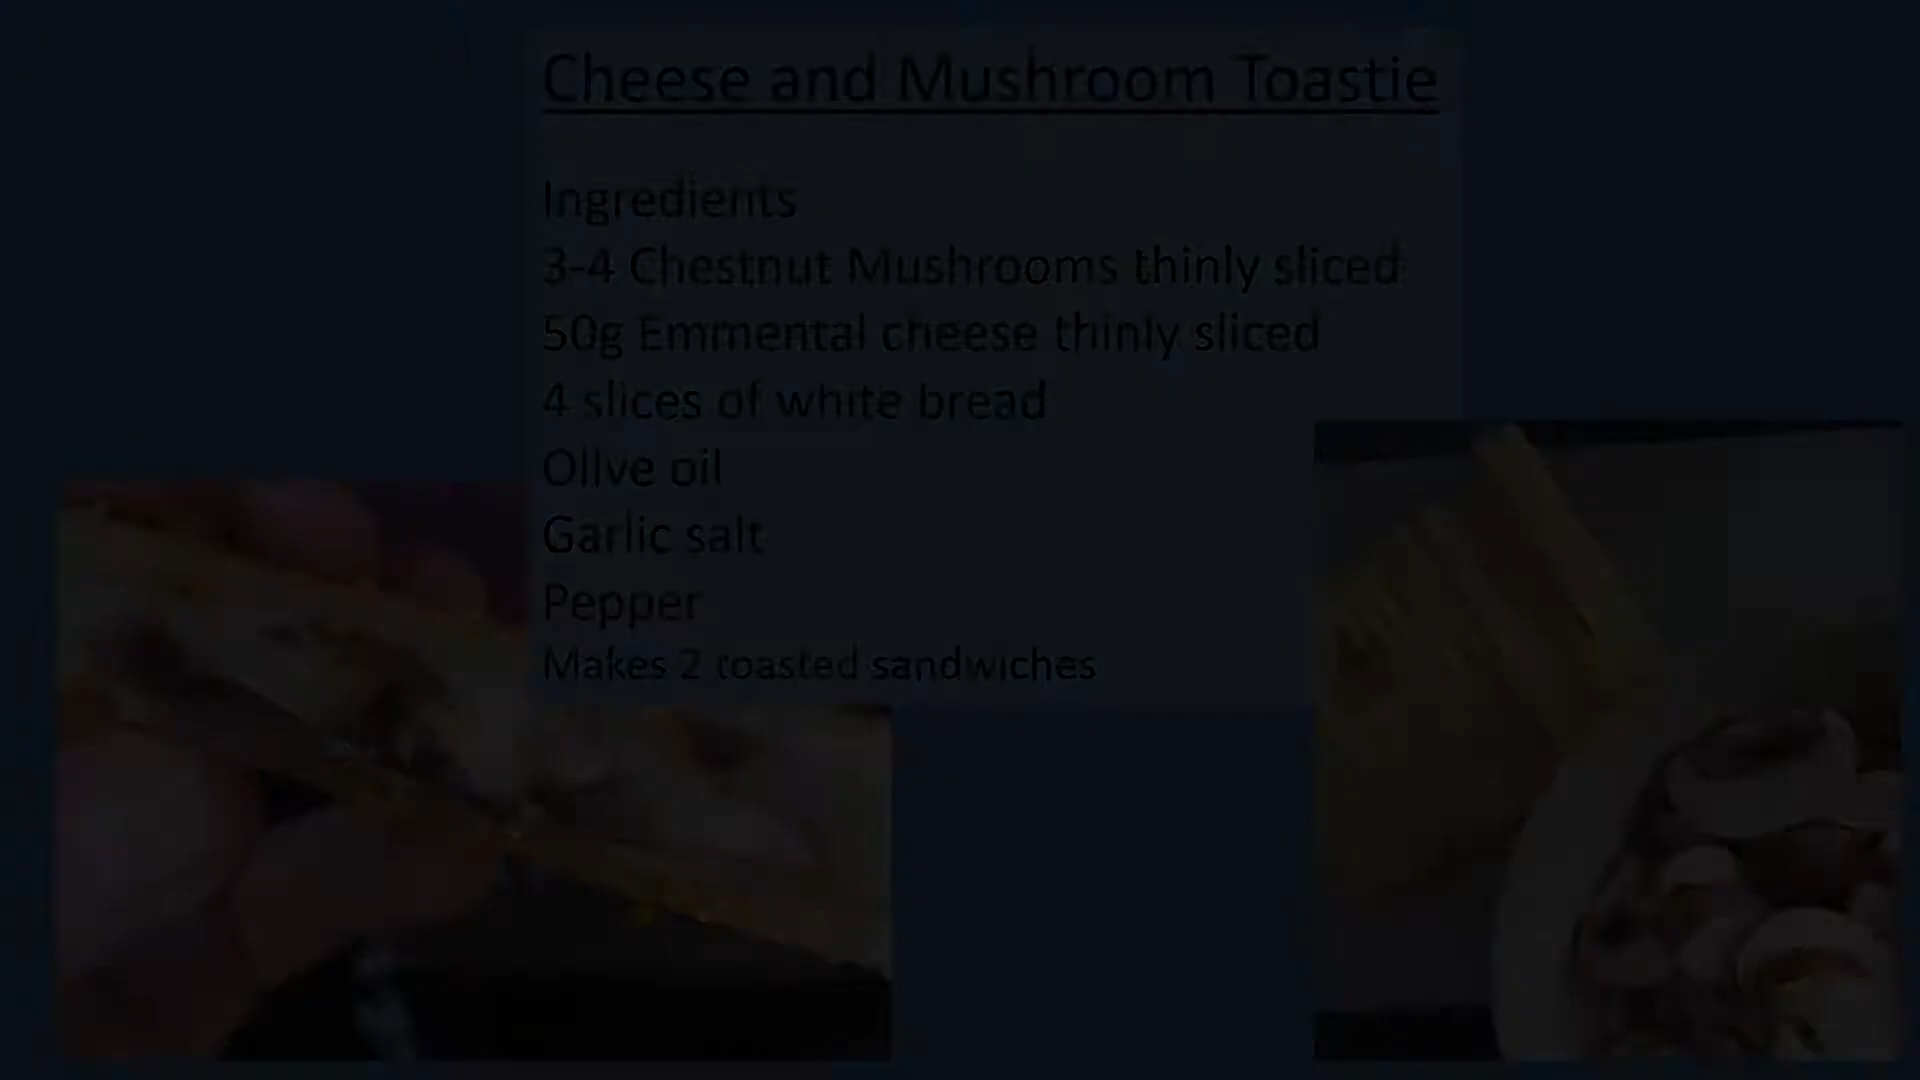 Cheese and Mushroom Toastie
Ingredients
3-4 Chestnut Mushrooms thinly sliced
50g Emmental cheese thinly sliced
4 slices of white bread
Olive oil
Garlic salt
Pepper
Makes 2 toasted sandwiches